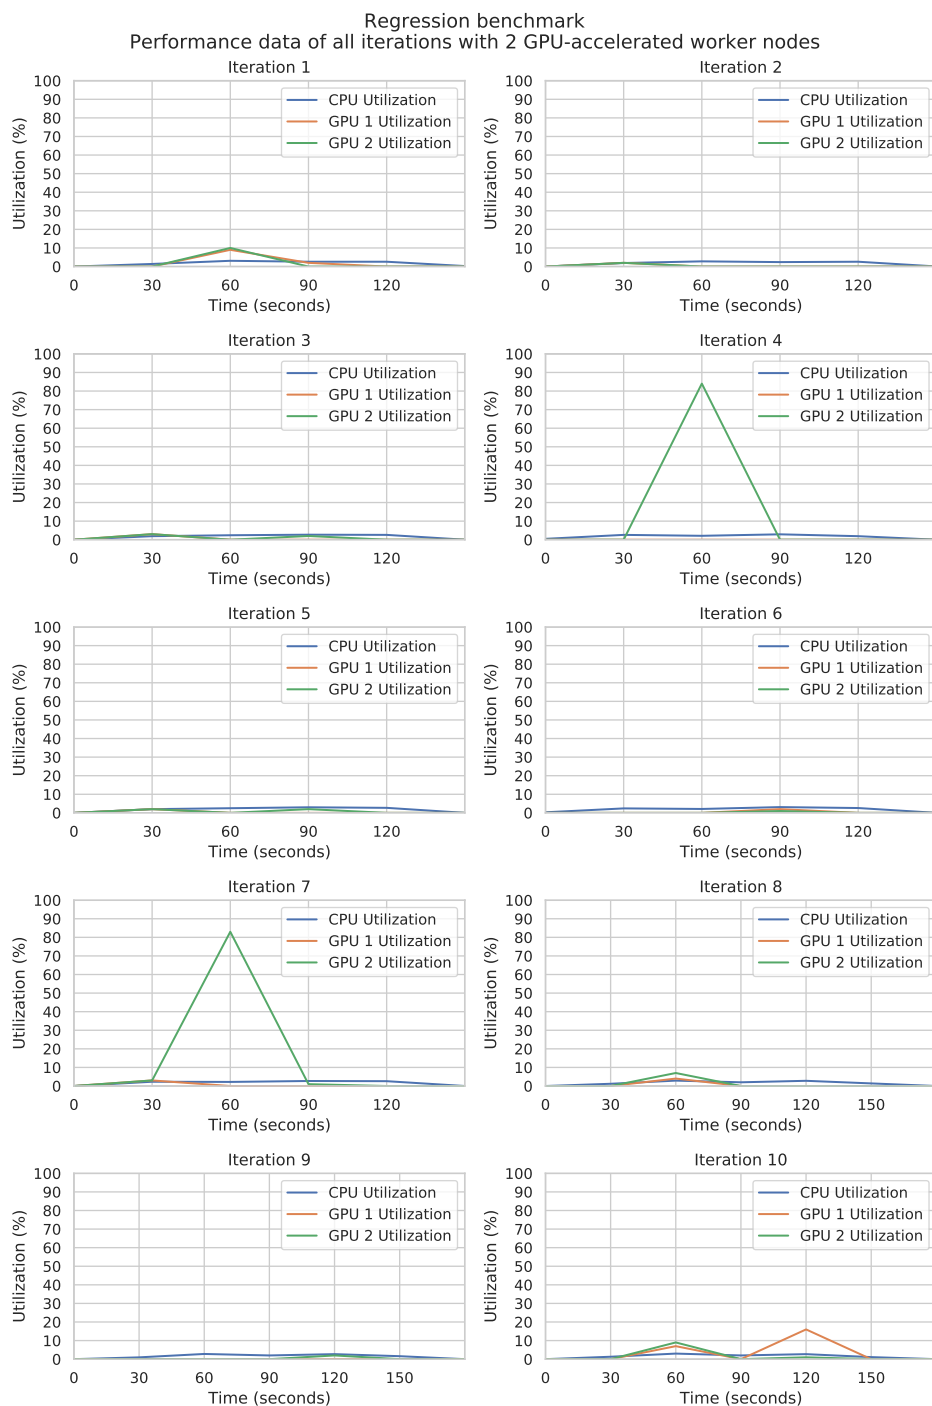 Regression benchmark
Performance data of all iterations with 2 GPU-accelerated worker nodes
Iteration 1
100
90
80
70
60
50
40
30
20
10
0
Utilization (%)
CPU Utilization
GPU 1 Utilization
GPU 2 Utilization
0 30 60 90 120
Time (seconds)
Iteration 2
100
90
80
70
60
50
40
30
20
10
0
Utilization (%)
CPU Utilization
GPU 1 Utilization
GPU 2 Utilization
0 30 60 90 120
Time (seconds)
Iteration 3
100
90
80
70
60
50
40
30
20
10
0
Utilization (%)
CPU Utilization
GPU 1 Utilization
GPU 2 Utilization
0 30 60 90 120
Time (seconds)
Iteration 4
100
90
80
70
60
50
40
30
20
10
0
Utilization (%)
CPU Utilization
GPU 1 Utilization
GPU 2 Utilization
0 30 60 90 120
Time (seconds)
Iteration 5
100
90
80
70
60
50
40
30
20
10
0
Utilization (%)
CPU Utilization
GPU 1 Utilization
GPU 2 Utilization
0 30 60 90 120
Time (seconds)
Iteration 6
100
90
80
70
60
50
40
30
20
10
0
Utilization (%)
CPU Utilization
GPU 1 Utilization
GPU 2 Utilization
0 30 60 90 120
Time (seconds)
Iteration 7
100
90
80
70
60
50
40
30
20
10
0
Utilization (%)
CPU Utilization
GPU 1 Utilization
GPU 2 Utilization
0 30 60 90 120
Time (seconds)
Iteration 8
100
90
80
70
60
50
40
30
20
10
0
Utilization (%)
CPU Utilization
GPU 1 Utilization
GPU 2 Utilization
0 30 60 90 120 150
Time (seconds)
Iteration 9
100
90
80
70
60
50
40
30
20
10
0
Utilization (%)
CPU Utilization
GPU 1 Utilization
GPU 2 Utilization
0 30 60 90 120 150
Time (seconds)
Iteration 10
100
90
80
70
60
50
40
30
20
10
0
Utilization (%)
CPU Utilization
GPU 1 Utilization
GPU 2 Utilization
0 30 60 90 120 150
Time (seconds)